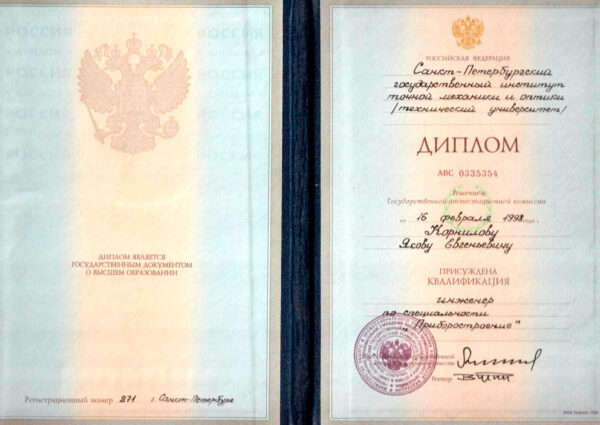 РОССИЯ
РОССИЯ
ДИПЛОМ ЯВЛЯЕТСЯ
ГОСУДАРСТВЕННЫМ ДОКУМЕНТОМ
О ВЫСШЕМ ОБРАЗОВАНИИ
Регистрационный номер 271 г. Санкт-Петербург
РОССИЙСКАЯ ФЕДЕРАЦИЯ
Санкт-Петербургский
государственный институт
точной механики и оптики
/технический университет/
ДИПЛОМ
АВС 0335354
Решением
Государственной аттестационной комиссии
от 16 февраля 1998 года
Корнилову
Якову Евгеньевичу
ПРИСУЖДЕНА
КВАЛИФИКАЦИЯ
инженер
по специальности
Приборостроение"
Ректор